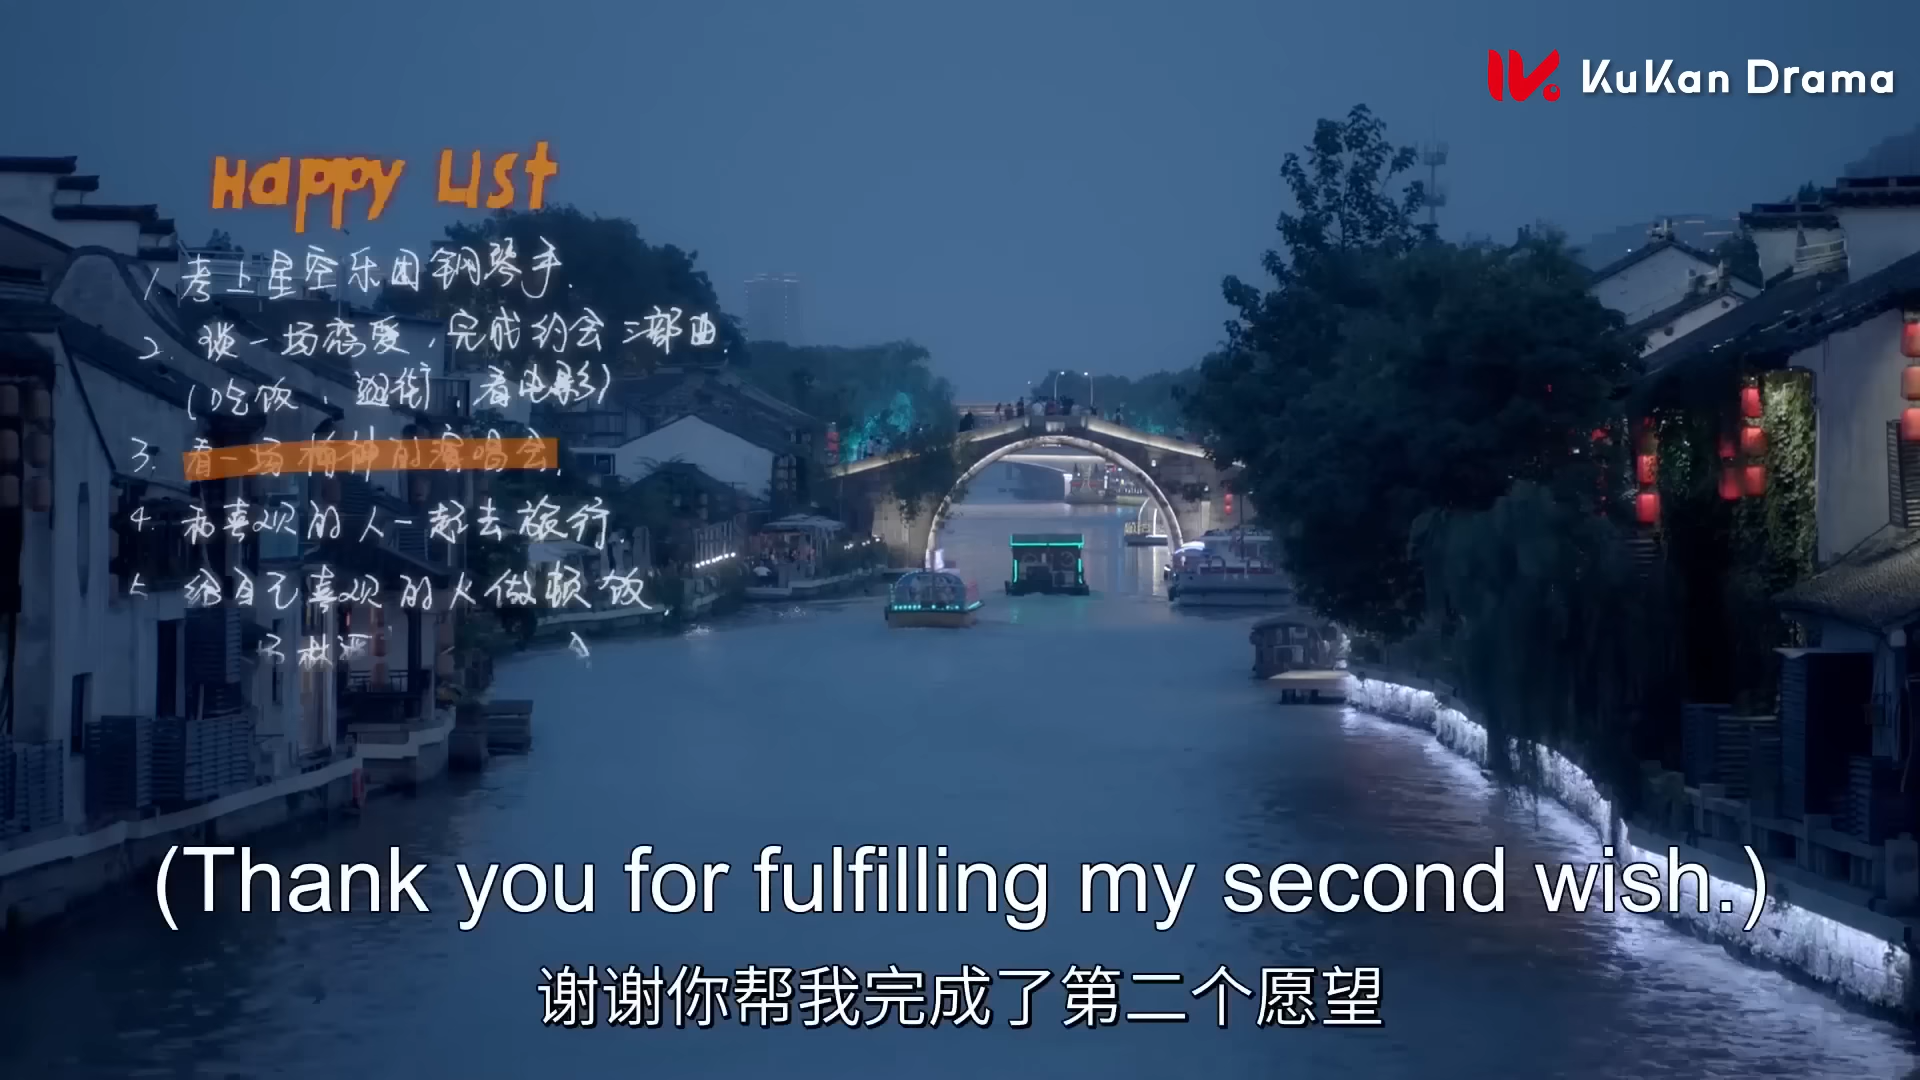 KuKan Drama
Happy List
1. 考上星空乐团钢琴手.
2. 谈一场恋爱,完成约会三部曲
(吃饭、逛街、看电影)
3. 看一场 的演唱会.
4. 和喜欢的人一起去旅行.
5 给自己喜欢的人做顿饭
(Thank you for fulfilling my second wish.)
谢谢你帮我完成了第二个愿望